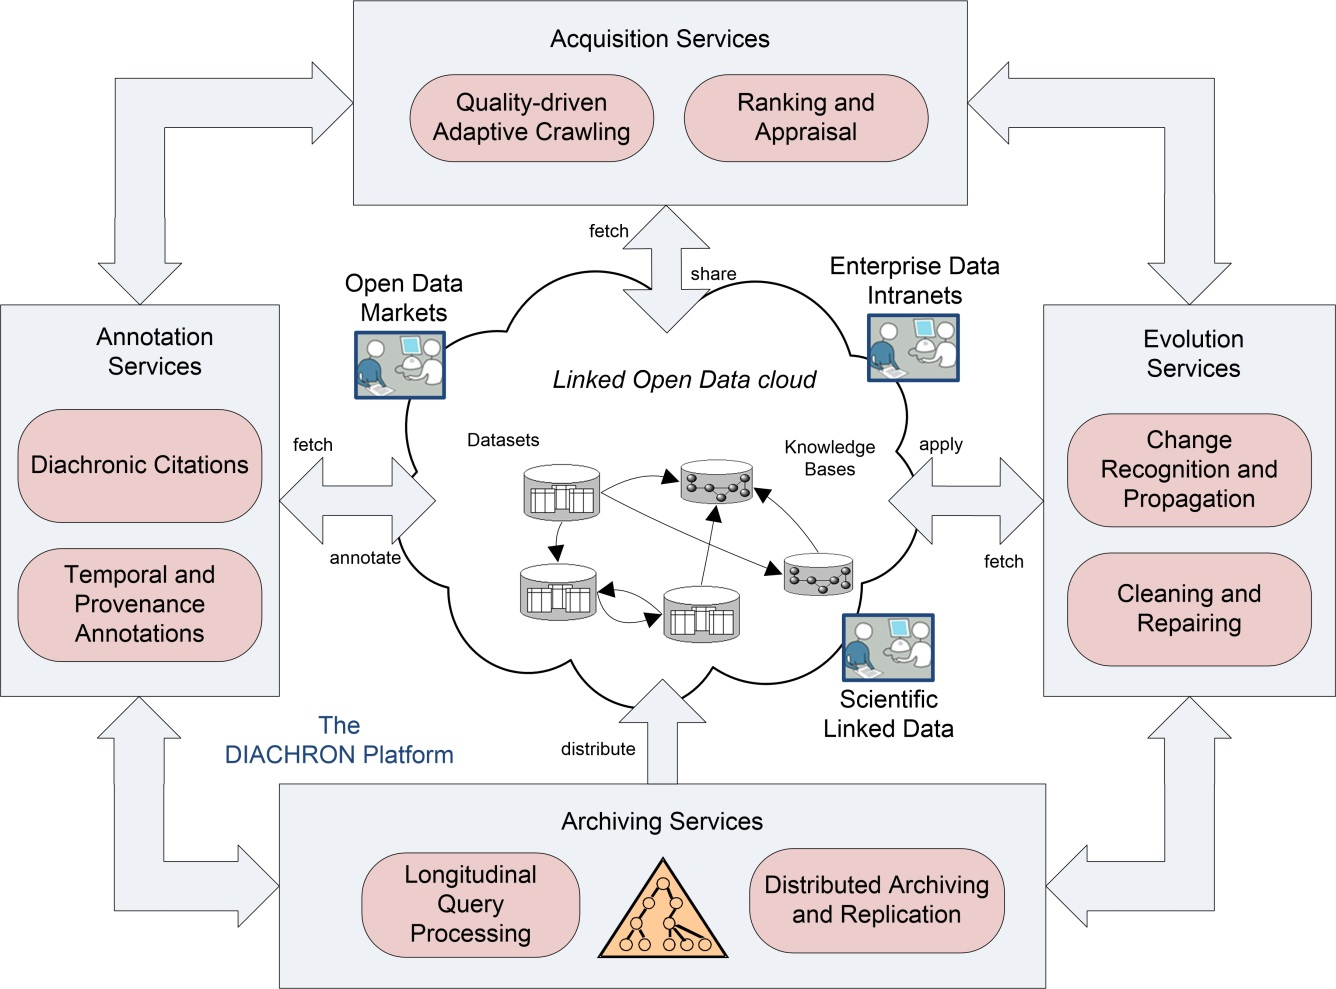 Acquisition Services
Quality-driven
Adaptive Crawling
Ranking and
Appraisal
fetch
share
Open Data
Markets
Enterprise Data
Intranets
Annotation
Services
Diachronic Citations
Temporal and
Provenance
Annotations
fetch
annotate
Linked Open Data cloud
Datasets
Knowledge
Bases
apply
fetch
Evolution
Services
Change
Recognition and
Propagation
Cleaning and
Repairing
Scientific
Linked Data
The
DIACHRON Platform
distribute
Archiving Services
Longitudinal
Query
Processing
Distributed Archiving
and Replication